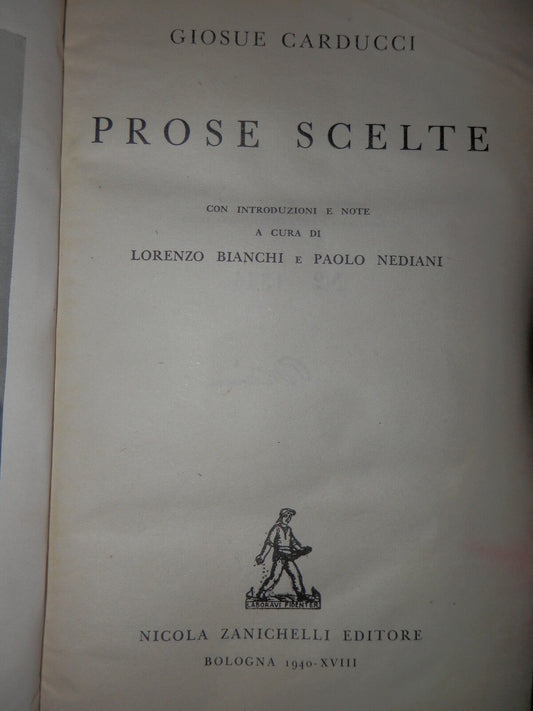 GIOSUE CARDUCCI
PROSE SCELTE
CON INTRODUZIONI E NOTE
A CURA DI
LORENZO BIANCHI E PAOLO NEDIANI
LABORAVI FIDENTER
NICOLA ZANICHELLI EDITORE
BOLOGNA 1940-XVIII